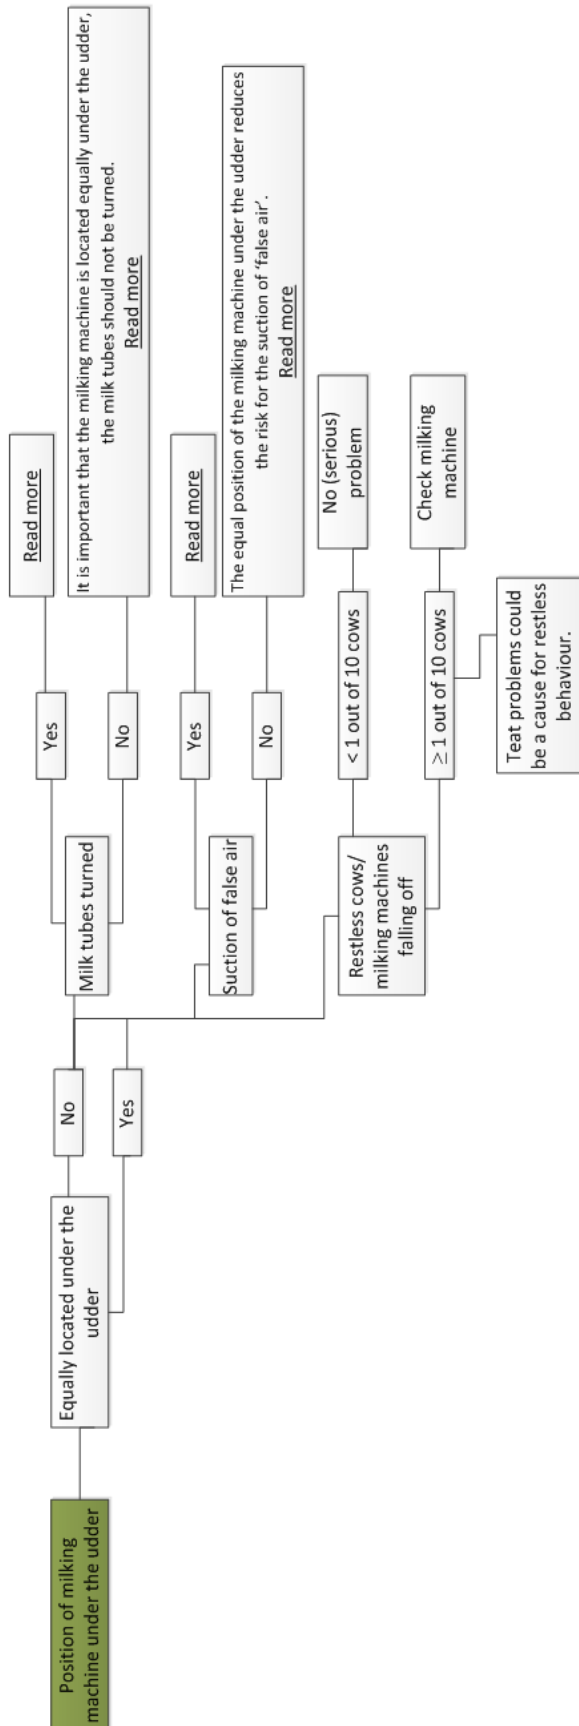 Position of milking
machine under the udder
Equally located under the
udder
No
Yes
Milk tubes turned
Yes
Read more
No
It is important that the milking machine is located equally under the udder,
the milk tubes should not be turned.
Read more
Suction of false air
Yes
Read more
No
The equal position of the milking machine under the udder reduces
the risk for the suction of ‘false air’.
Read more
Restless cows/
milking machines
falling off
< 1 out of 10 cows
No (serious)
problem
≥ 1 out of 10 cows
Check milking
machine
Teat problems could
be a cause for restless
behaviour.